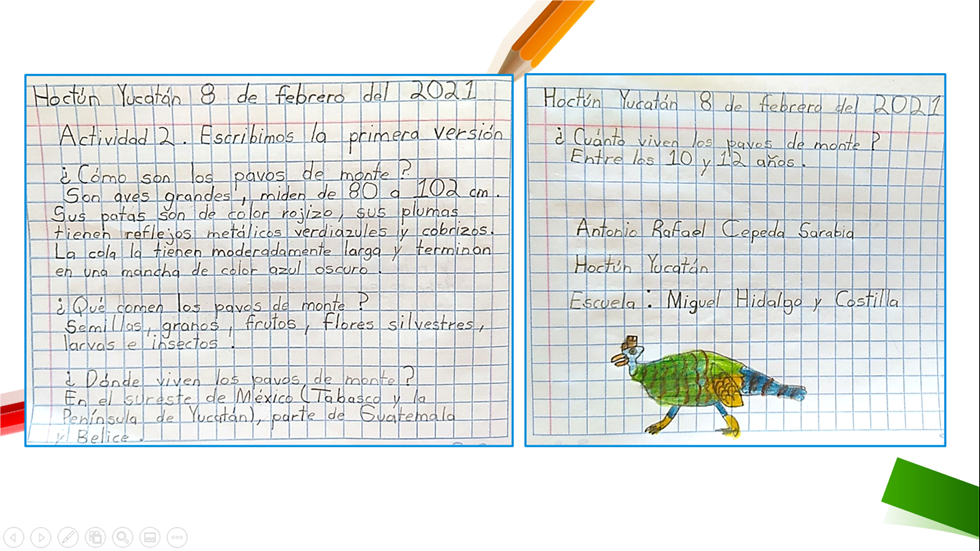 Hoctún Yucatán 8 de febrero del 2021
Actividad 2. Escribimos la primera versión
¿Cómo son los pavos de monte?
Son aves grandes, miden de 80 a 102 cm.
Sus patas son de color rojizo, sus plumas
tienen reflejos metálicos verdiazules y cobrizos.
La cola la tienen moderadamente larga y terminan
en una mancha de color azul oscuro.
¿Qué comen los pavos de monte?
Semillas, granos, frutos, flores silvestres,
larvas e insectos.
¿Dónde viven los pavos de monte?
En el sureste de México (Tabasco y la
Península de Yucatán), parte de Guatemala
y Belice.
Hoctún Yucatán 8 de febrero del 2021
¿Cuánto viven los pavos de monte?
Entre los 10 y 12 años.
Antonio Rafael Cepeda Sarabia
Hoctún Yucatán
Escuela: Miguel Hidalgo y Costilla